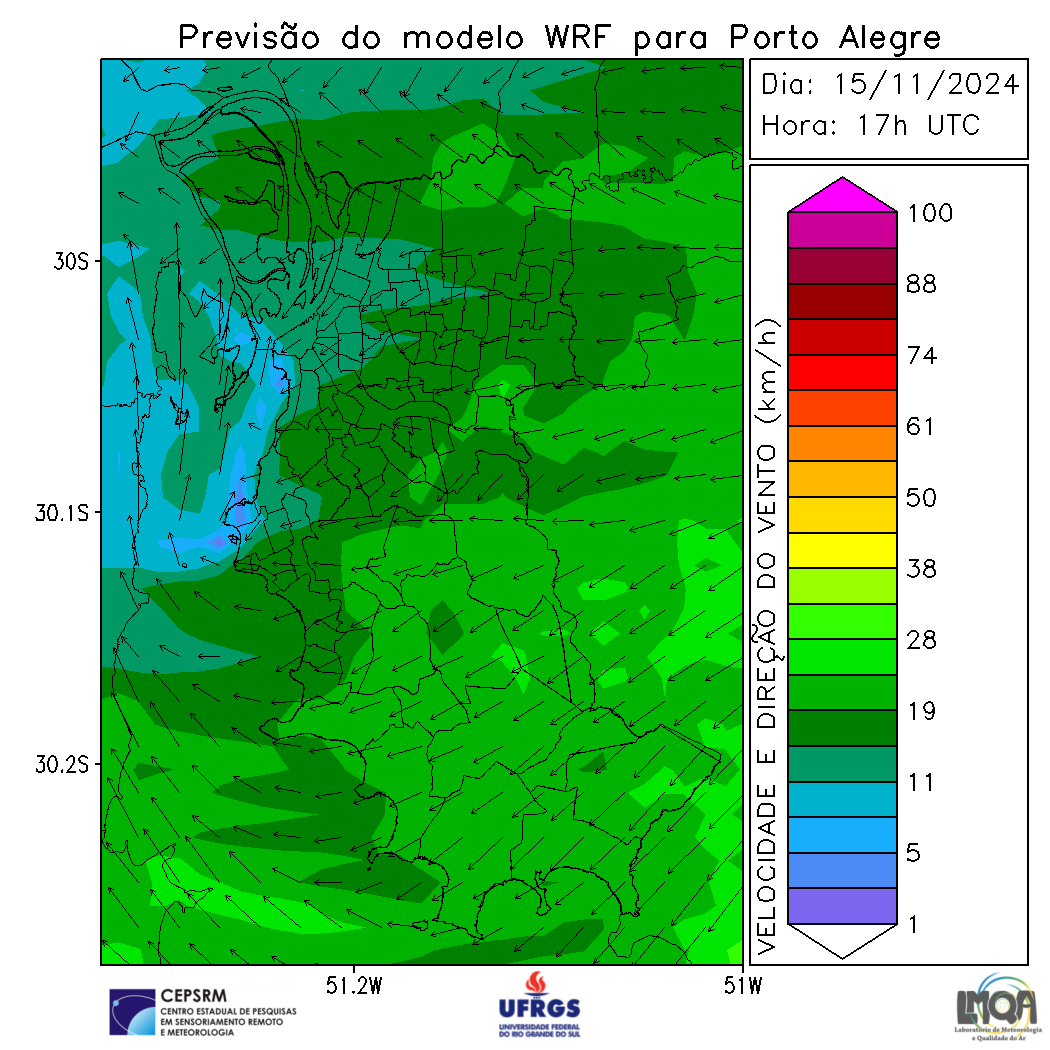 Previsão do modelo WRF para Porto Alegre
Dia: 15/11/2024
Hora: 17h UTC
30S
30.1S
30.2S
51.2W
51W
VELOCIDADE E DIREÇÃO DO VENTO (km/h)
100
88
74
61
50
38
28
19
11
5
1
CEPSRM
CENTRO ESTADUAL DE PESQUISAS
EM SENSORIAMENTO REMOTO
E METEOROLOGIA
UFRGS
UNIVERSIDADE FEDERAL
DO RIO GRANDE DO SUL
LMQA
Laboratório de Meteorologia
e Qualidade do Ar